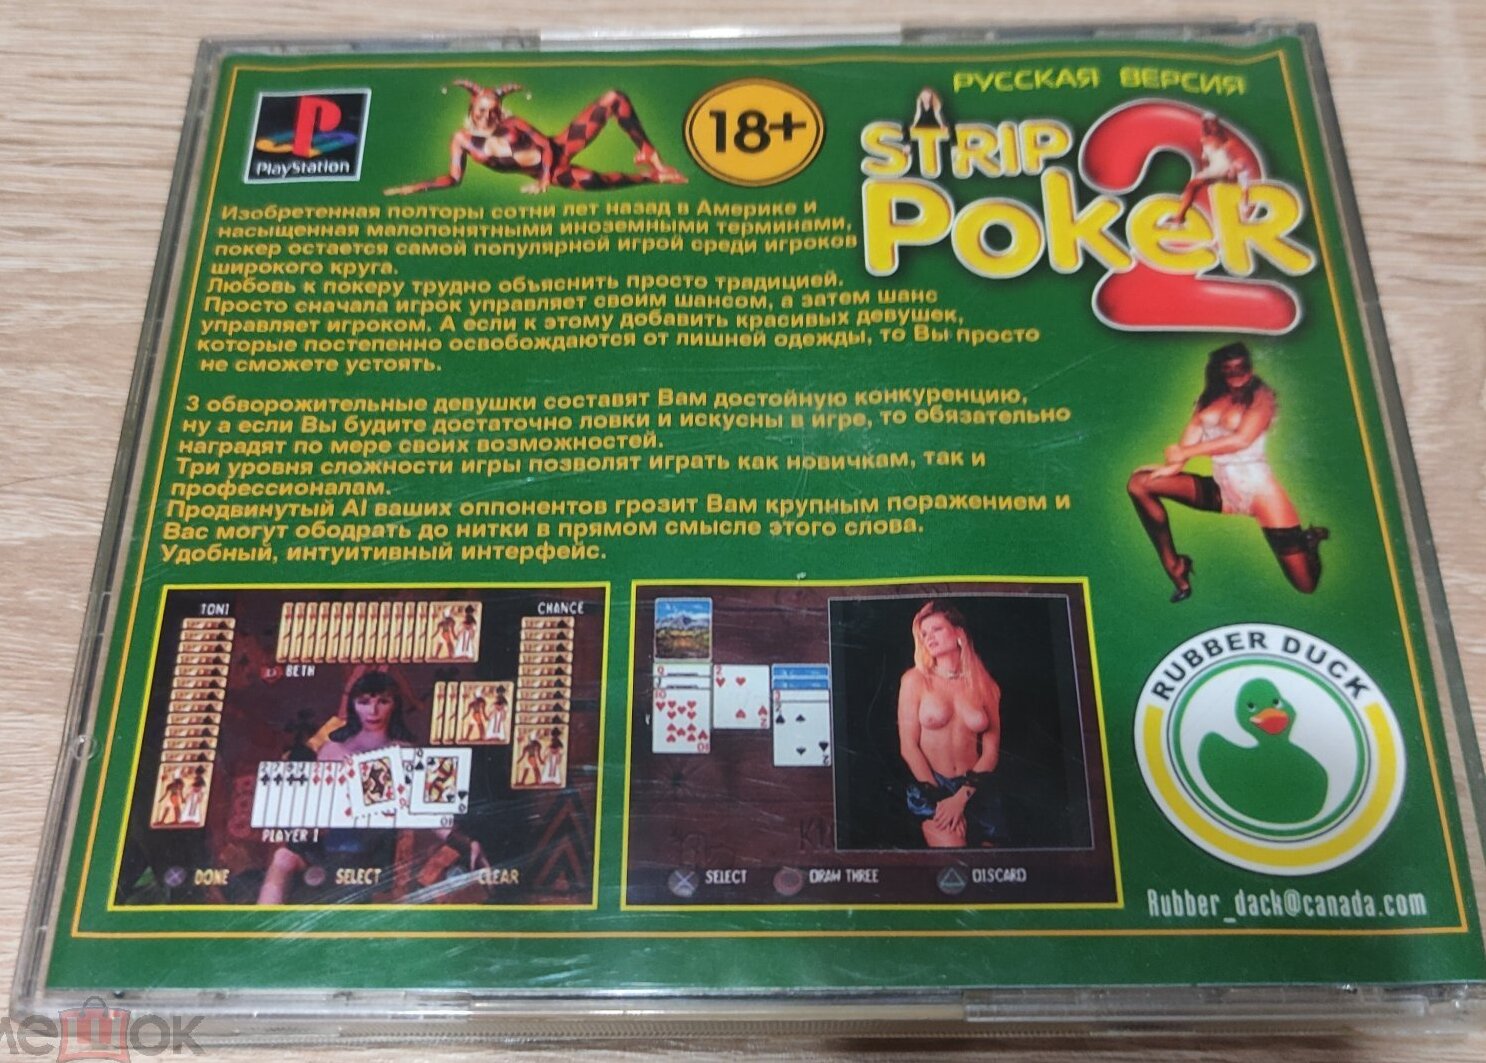 РУССКАЯ ВЕРСИЯ
PlayStation
18+
STRIP
POKER
2
Изобретенная полторы сотни лет назад в Америке и
насыщенная малопонятными иноземными терминами,
покер остается самой популярной игрой среди игроков
широкого круга.
Любовь к покеру трудно объяснить просто традицией.
Просто сначала игрок управляет своим шансом, а затем шанс
управляет игроком. А если к этому добавить красивых девушек,
которые постепенно освобождаются от лишней одежды, то Вы просто
не сможете устоять.
3 обворожительные девушки составят Вам достойную конкуренцию,
ну а если Вы будите достаточно ловки и искусны в игре, то обязательно
наградят по мере своих возможностей.
Три уровня сложности игры позволят играть как новичкам, так и
профессионалам.
Продвинутый AI ваших оппонентов грозит Вам крупным поражением и
Вас могут ободрать до нитки в прямом смысле этого слова.
Удобный, интуитивный интерфейс.
TONI
CHANCE
BETH
PLAYER 1
DONE SELECT CLEAR
SELECT DRAW THREE DISCARD
RUBBER DUCK
Rubber_dack@canada.com
мешок